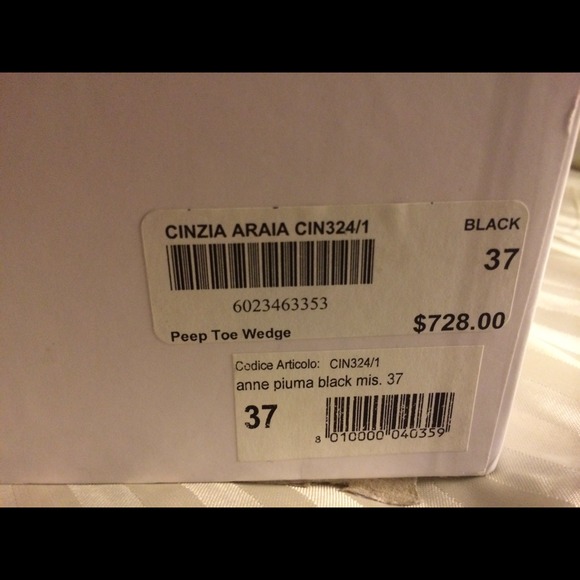 CINZIA ARAIA CIN324/1
BLACK
37
6023463353
Peep Toe Wedge
$728.00
Codice Articolo: CIN324/1
anne piuma black mis. 37
37
8 010000 040359